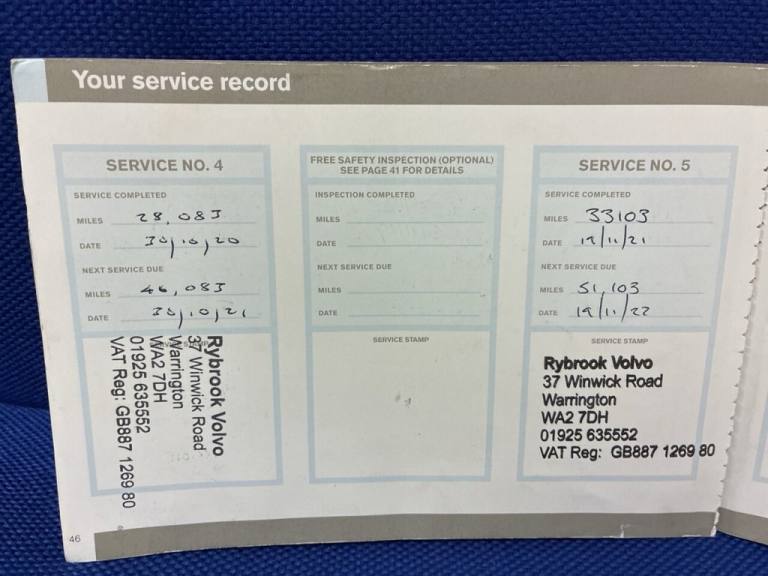 Your service record
SERVICE NO. 4
SERVICE COMPLETED
MILES 28,083
DATE 30/10/20
NEXT SERVICE DUE
MILES 46,083
DATE 30/10/21
Rybrook Volvo
37 Winwick Road
Warrington
WA2 7DH
01925 635552
VAT Reg: GB887 1269 80
FREE SAFETY INSPECTION (OPTIONAL)
SEE PAGE 41 FOR DETAILS
INSPECTION COMPLETED
MILES
DATE
NEXT SERVICE DUE
MILES
DATE
SERVICE STAMP
SERVICE NO. 5
SERVICE COMPLETED
MILES 33103
DATE 19/11/21
NEXT SERVICE DUE
MILES 51,103
DATE 19/11/22
SERVICE STAMP
Rybrook Volvo
37 Winwick Road
Warrington
WA2 7DH
01925 635552
VAT Reg: GB887 1269 80
46